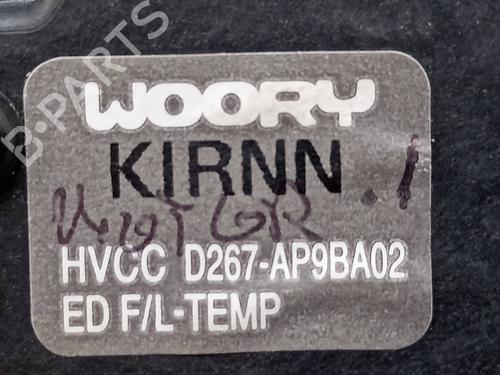 B-PARTS
WOORY
KIRNN
HVCC D267-AP9BA02
ED F/L-TEMP